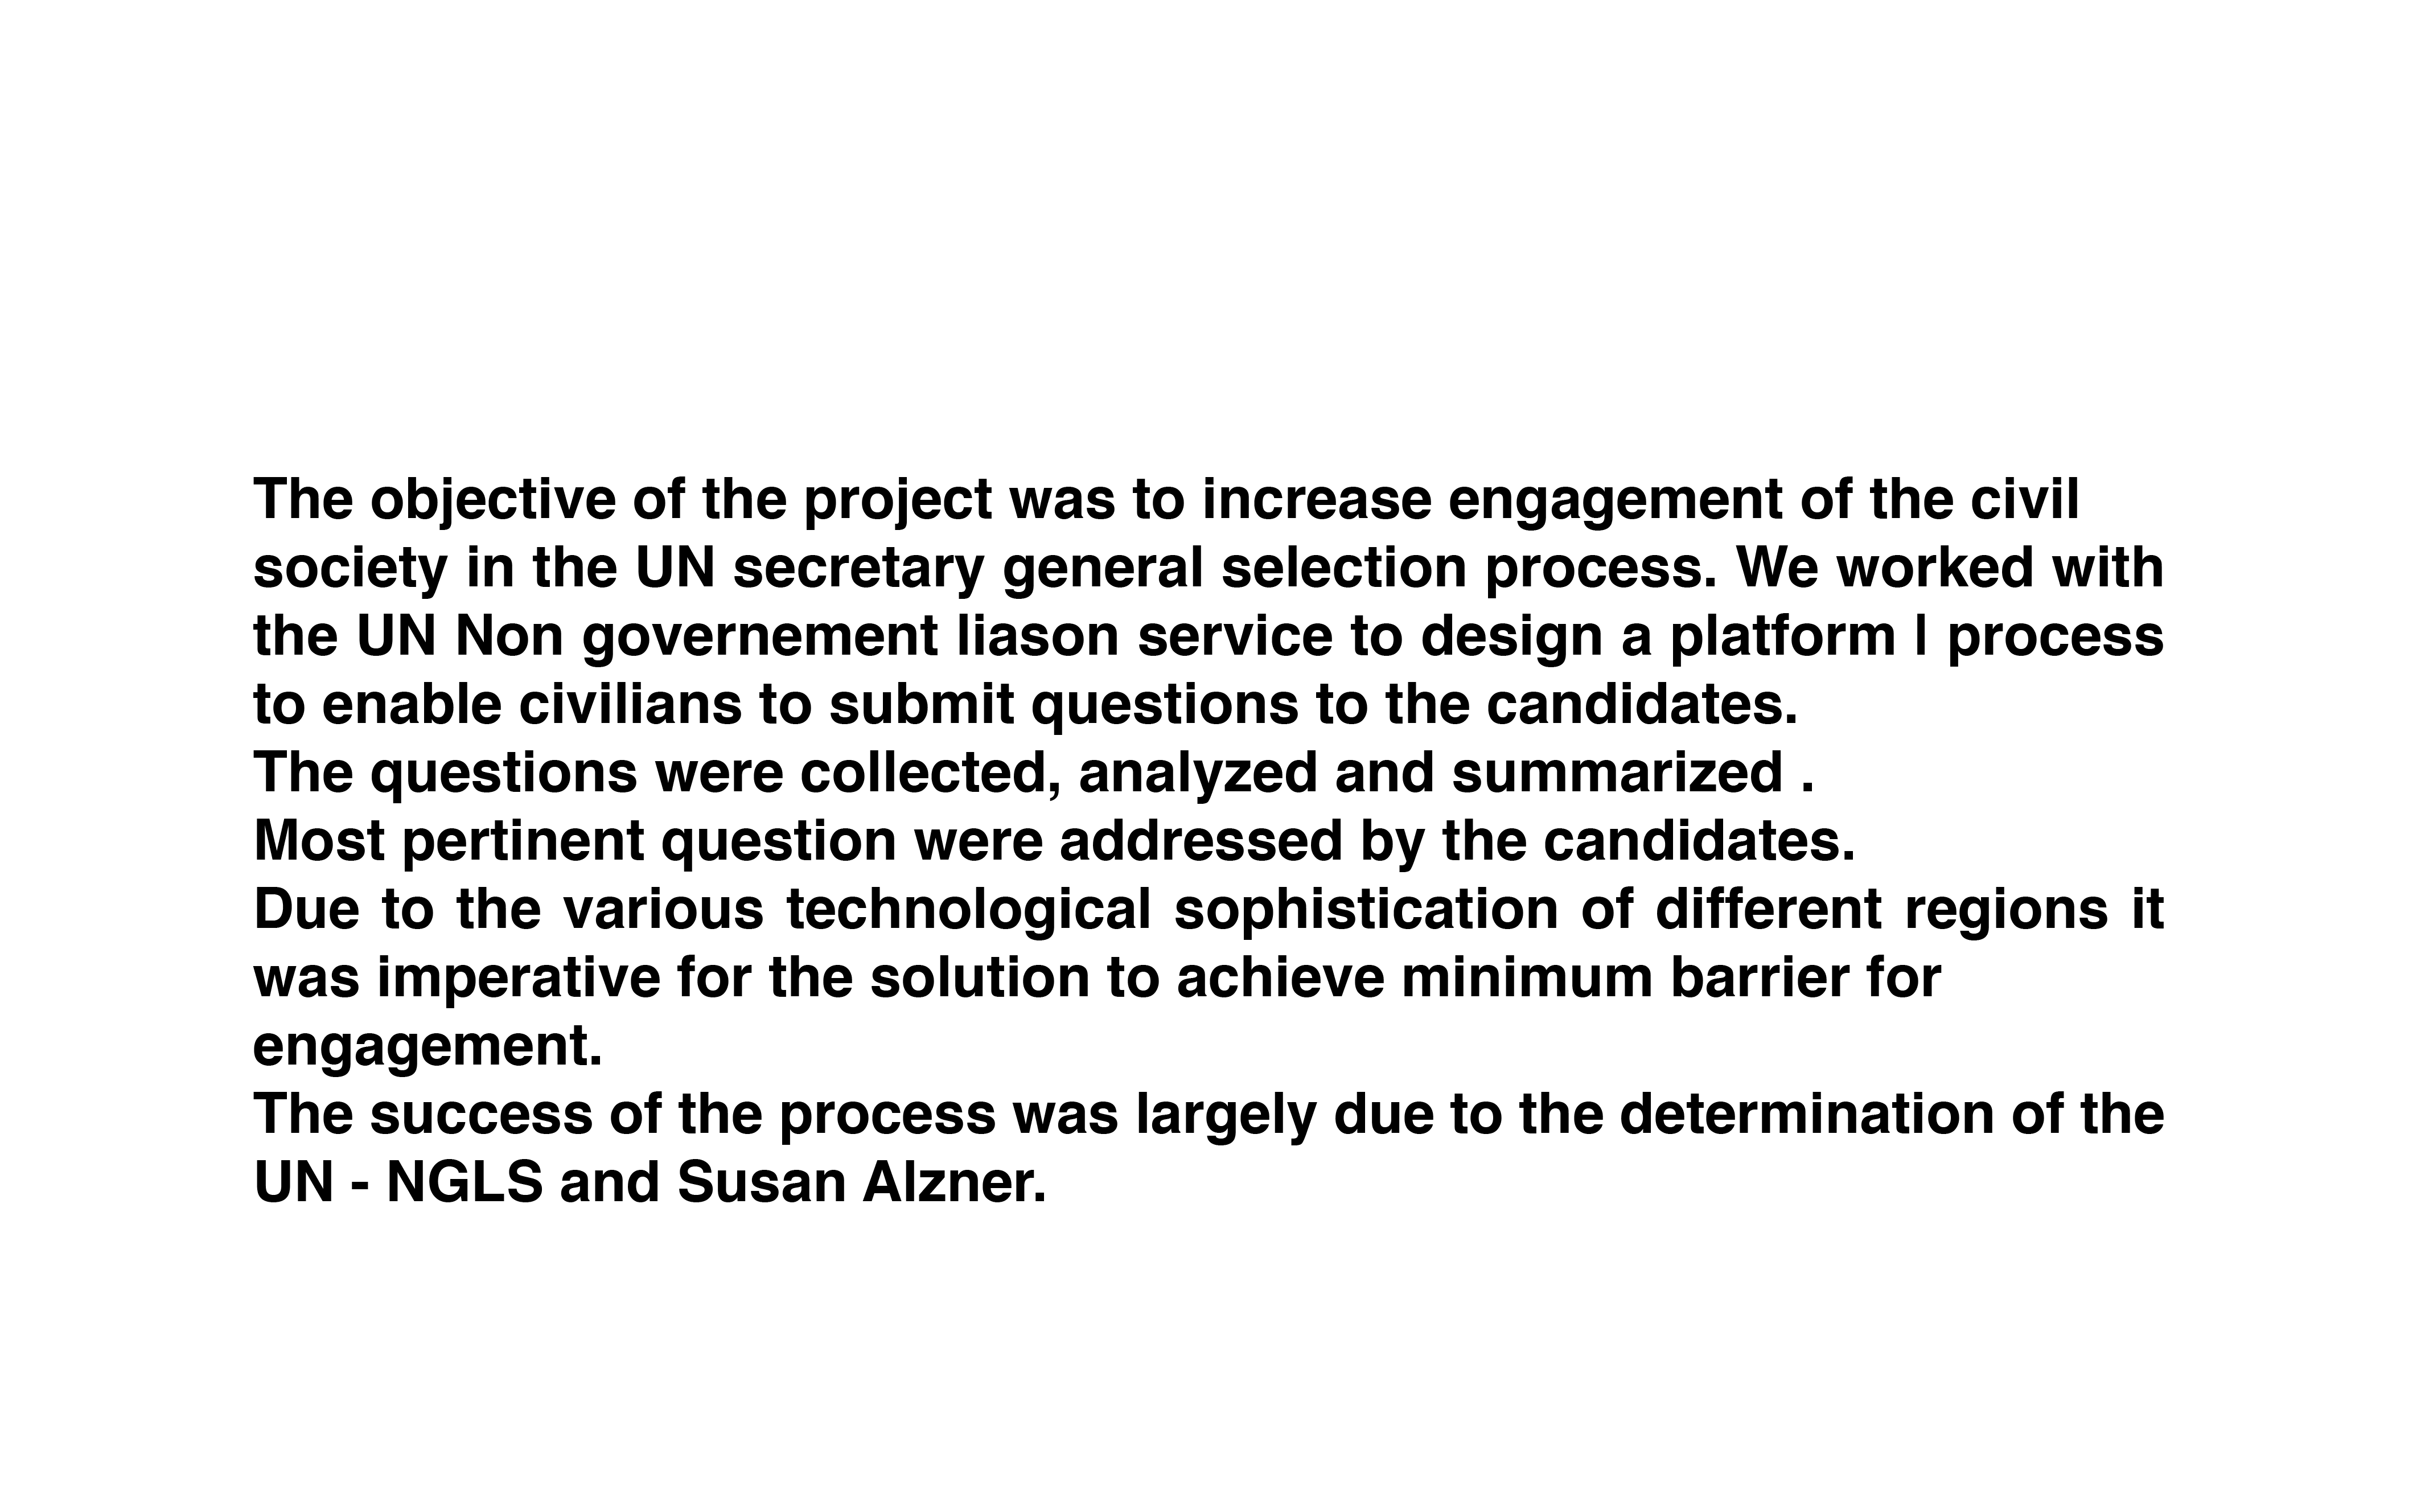 The objective of the project was to increase engagement of the civil
society in the UN secretary general selection process. We worked with
the UN Non governement liason service to design a platform | process
to enable civilians to submit questions to the candidates.
The questions were collected, analyzed and summarized .
Most pertinent question were addressed by the candidates.
Due to the various technological sophistication of different regions it
was imperative for the solution to achieve minimum barrier for
engagement.
The success of the process was largely due to the determination of the
UN - NGLS and Susan Alzner.